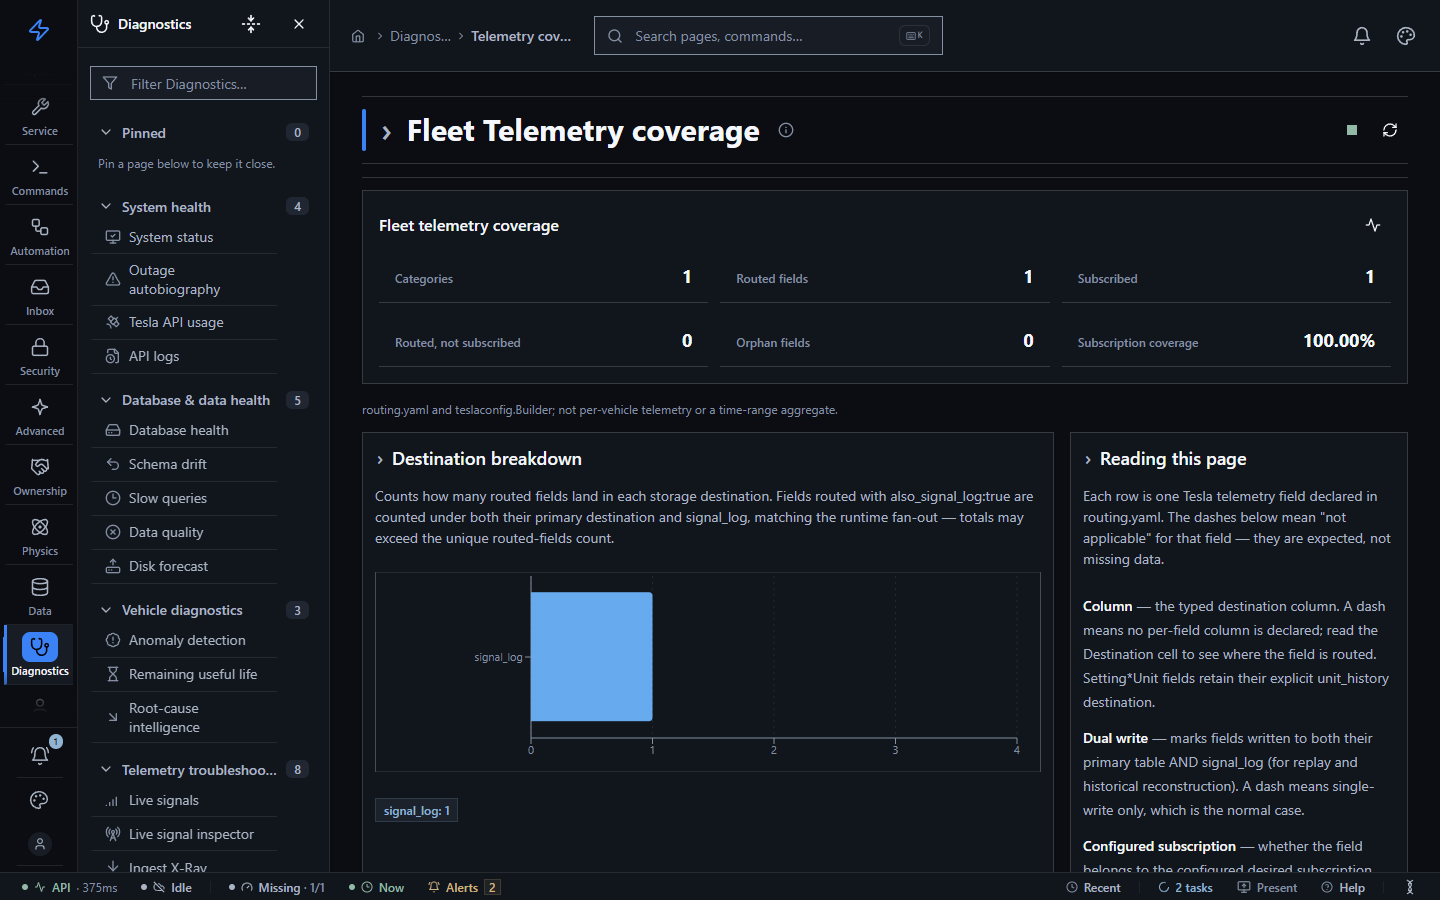 Diagnostics
Diagnos...
Telemetry cov...
Search pages, commands...
K
Filter Diagnostics...
Service
Commands
Automation
Inbox
Security
Advanced
Ownership
Physics
Data
Diagnostics
1
Pinned
0
Pin a page below to keep it close.
System health
4
System status
Outage
autobiography
Tesla API usage
API logs
Database & data health
5
Database health
Schema drift
Slow queries
Data quality
Disk forecast
Vehicle diagnostics
3
Anomaly detection
Remaining useful life
Root-cause
intelligence
Telemetry troubleshoo...
8
Live signals
Live signal inspector
Ingest X-Ray
Fleet Telemetry coverage
Fleet telemetry coverage
Categories 1
Routed fields 1
Subscribed 1
Routed, not subscribed 0
Orphan fields 0
Subscription coverage 100.00%
routing.yaml and teslaconfig.Builder; not per-vehicle telemetry or a time-range aggregate.
Destination breakdown
Counts how many routed fields land in each storage destination. Fields routed with also_signal_log:true are
counted under both their primary destination and signal_log, matching the runtime fan-out — totals may
exceed the unique routed-fields count.
signal_log
0 1 2 3 4
signal_log: 1
Reading this page
Each row is one Tesla telemetry field declared in
routing.yaml. The dashes below mean "not
applicable" for that field — they are expected, not
missing data.
Column — the typed destination column. A dash
means no per-field column is declared; read the
Destination cell to see where the field is routed.
Setting*Unit fields retain their explicit unit_history
destination.
Dual write — marks fields written to both their
primary table AND signal_log (for replay and
historical reconstruction). A dash means single-
write only, which is the normal case.
Configured subscription — whether the field
belongs to the configured desired subscription
API · 375ms
Idle
Missing · 1/1
Now
Alerts 2
Recent
2 tasks
Present
Help